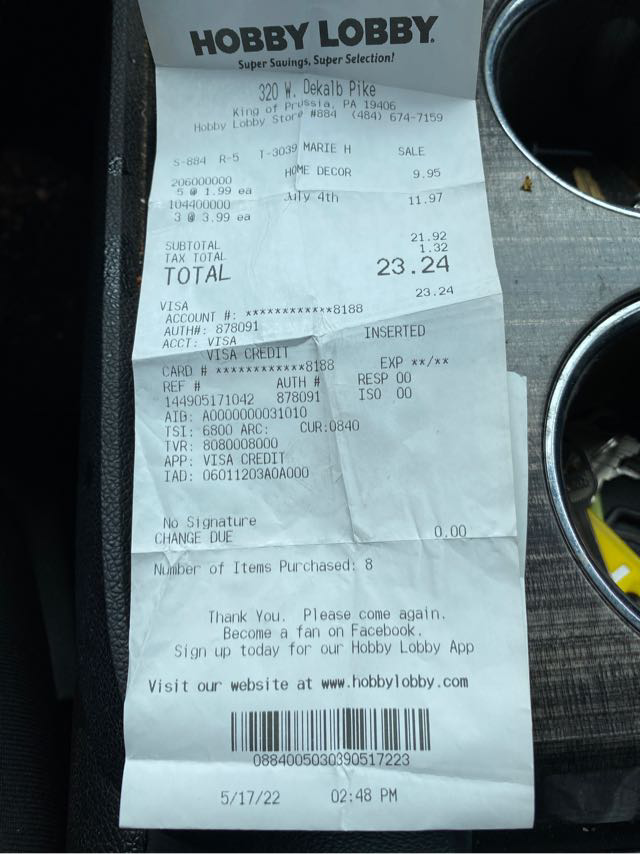 HOBBY LOBBY.
Super Savings, Super Selection!
320 W. Dekalb Pike
King of Prussia, PA 19406
Hobby Lobby Store #884 (484) 674-7159
S-884 R-5 T-3039 MARIE H SALE
206000000 HOME DECOR 9.95
5 @ 1.99 ea
104400000 July 4th 11.97
3 @ 3.99 ea
SUBTOTAL 21.92
TAX TOTAL 1.32
TOTAL 23.24
VISA 23.24
ACCOUNT #: ************8188
AUTH#: 878091
ACCT: VISA INSERTED
VISA CREDIT
CARD # ************8188 EXP **/**
REF # AUTH # RESP 00
144905171042 878091 ISO 00
AID: A0000000031010
TSI: 6800 ARC: CUR:0840
TVR: 8080008000
APP: VISA CREDIT
IAD: 06011203A0A000
No Signature
CHANGE DUE 0.00
Number of Items Purchased: 8
Thank You. Please come again.
Become a fan on Facebook.
Sign up today for our Hobby Lobby App
Visit our website at www.hobbylobby.com
0884005030390517223
5/17/22 02:48 PM